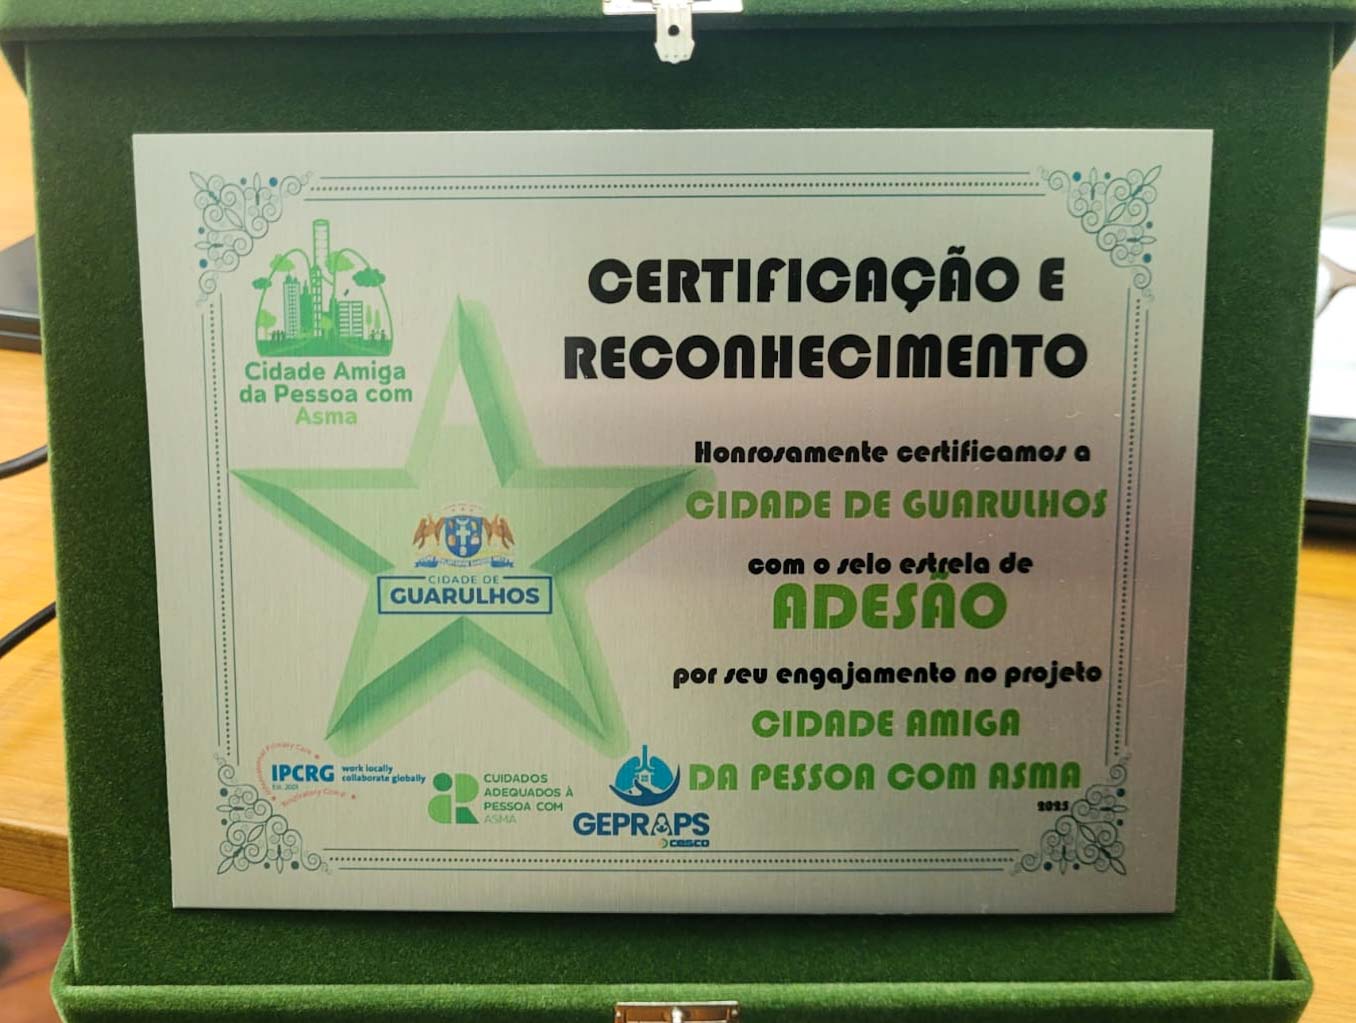 Cidade Amiga
da Pessoa com
Asma
CERTIFICAÇÃO E
RECONHECIMENTO
Honrosamente certificamos a
CIDADE DE GUARULHOS
com o selo estrela de
ADESÃO
por seu engajamento no projeto
CIDADE AMIGA
DA PESSOA COM ASMA
2025
CIDADE DE
GUARULHOS
IPCRG
work locally
collaborate globally
CUIDADOS
ADEQUADOS À
PESSOA COM
ASMA
GEPRAPS